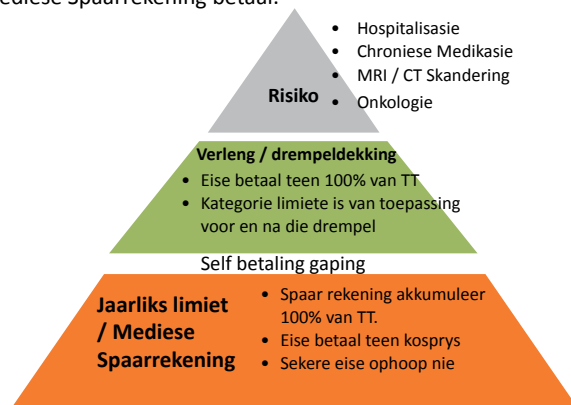 ediese Spaarrekening betaal.
• Hospitalisasie
• Chroniese Medikasie
• MRI / CT Skandering
• Onkologie
Risiko
Verleng / drempeldekking
• Eise betaal teen 100% van TT
• Kategorie limiete is van toepassing
voor en na die drempel
Self betaling gaping
Jaarliks limiet
/ Mediese
Spaarrekening
• Spaar rekening akkumuleer
100% van TT.
• Eise betaal teen kosprys
• Sekere eise ophoop nie